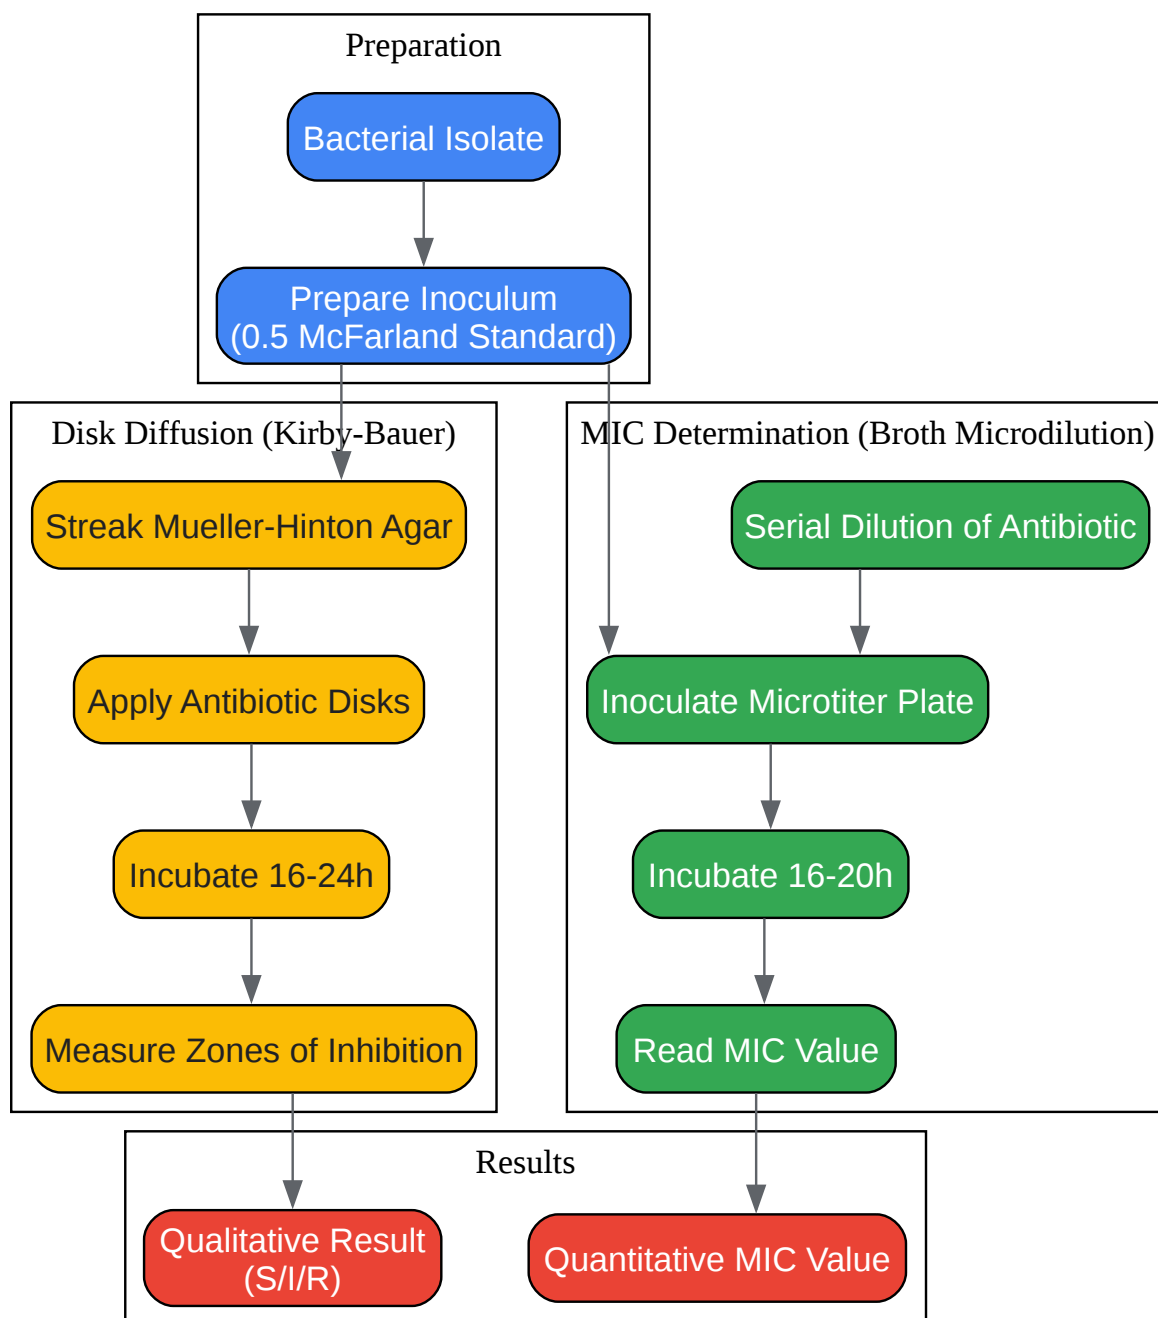 Preparation
Bacterial Isolate
Prepare Inoculum
(0.5 McFarland Standard)
Disk Diffusion (Kirby-Bauer)
Streak Mueller-Hinton Agar
Apply Antibiotic Disks
Incubate 16-24h
Measure Zones of Inhibition
MIC Determination (Broth Microdilution)
Serial Dilution of Antibiotic
Inoculate Microtiter Plate
Incubate 16-20h
Read MIC Value
Results
Qualitative Result
(S/I/R)
Quantitative MIC Value